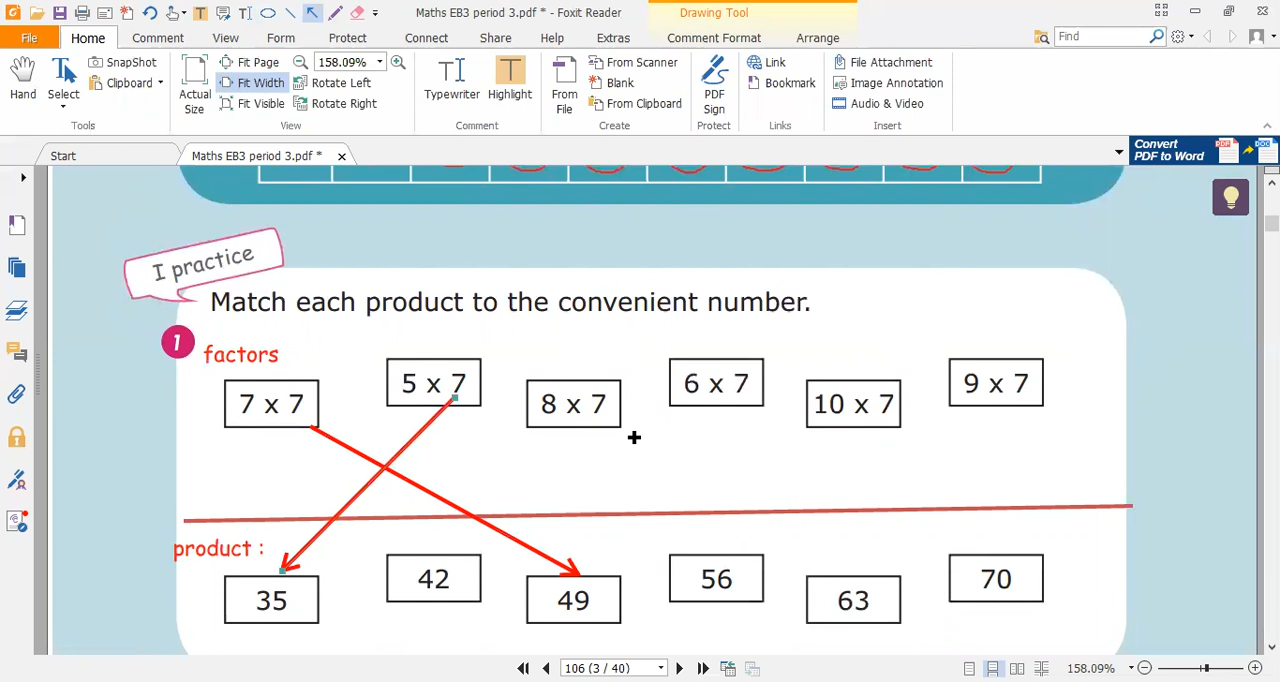 Maths EB3 period 3.pdf * - Foxit Reader
Drawing Tool
File Home Comment View Form Protect Connect Share Help Extras Comment Format Arrange
Find
Hand
Select
SnapShot
Clipboard
Actual Size
Fit Page
Fit Width
Fit Visible
158.09%
Rotate Left
Rotate Right
Typewriter
Highlight
From File
From Scanner
Blank
From Clipboard
PDF Sign
Link
Bookmark
File Attachment
Image Annotation
Audio & Video
Tools View Comment Create Protect Links Insert
Start
Maths EB3 period 3.pdf *
Convert
PDF to Word
I practice
Match each product to the convenient number.
1
factors
7 x 7
5 x 7
8 x 7
6 x 7
10 x 7
9 x 7
product :
35
42
49
56
63
70
106 (3 / 40)
158.09%